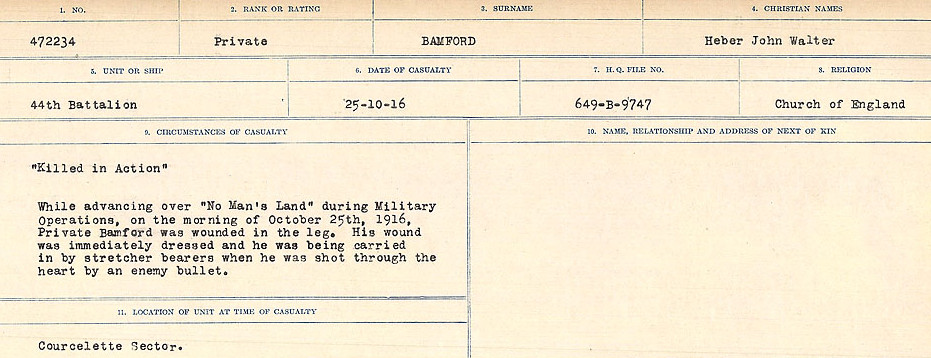 1. NO.
2. RANK OR RATING
3. SURNAME
4. CHRISTIAN NAMES
472234
Private
BAMFORD
Heber John Walter
5. UNIT OR SHIP
6. DATE OF CASUALTY
7. H.Q. FILE NO.
8. RELIGION
44th Battalion
25-10-16
649-B-9747
Church of England
9. CIRCUMSTANCES OF CASUALTY
"Killed in Action"
While advancing over "No Man's Land" during Military
Operations, on the morning of October 25th, 1916,
Private Bamford was wounded in the leg. His wound
was immediately dressed and he was being carried
in by stretcher bearers when he was shot through the
heart by an enemy bullet.
10. NAME, RELATIONSHIP AND ADDRESS OF NEXT OF KIN
11. LOCATION OF UNIT AT TIME OF CASUALTY
Courcelette Sector.